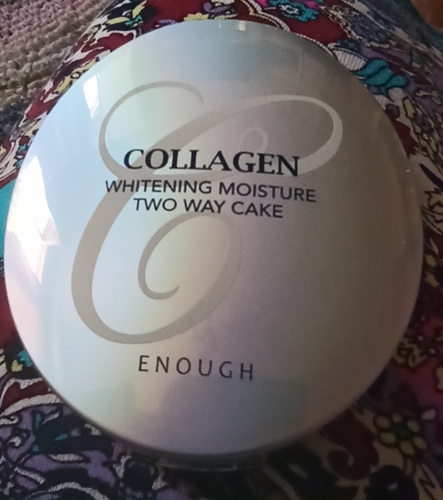 COLLAGEN
WHITENING MOISTURE
TWO WAY CAKE
ENOUGH